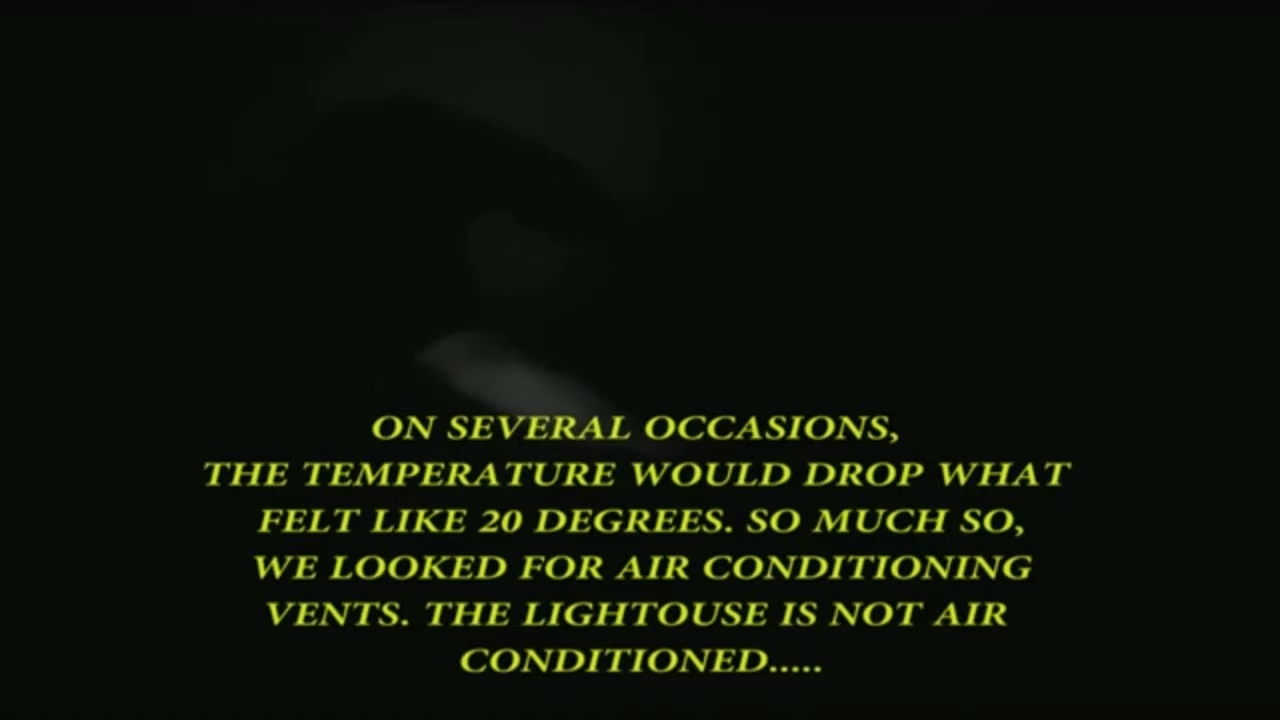 ON SEVERAL OCCASIONS,
THE TEMPERATURE WOULD DROP WHAT
FELT LIKE 20 DEGREES. SO MUCH SO,
WE LOOKED FOR AIR CONDITIONING
VENTS. THE LIGHTOUSE IS NOT AIR
CONDITIONED.....